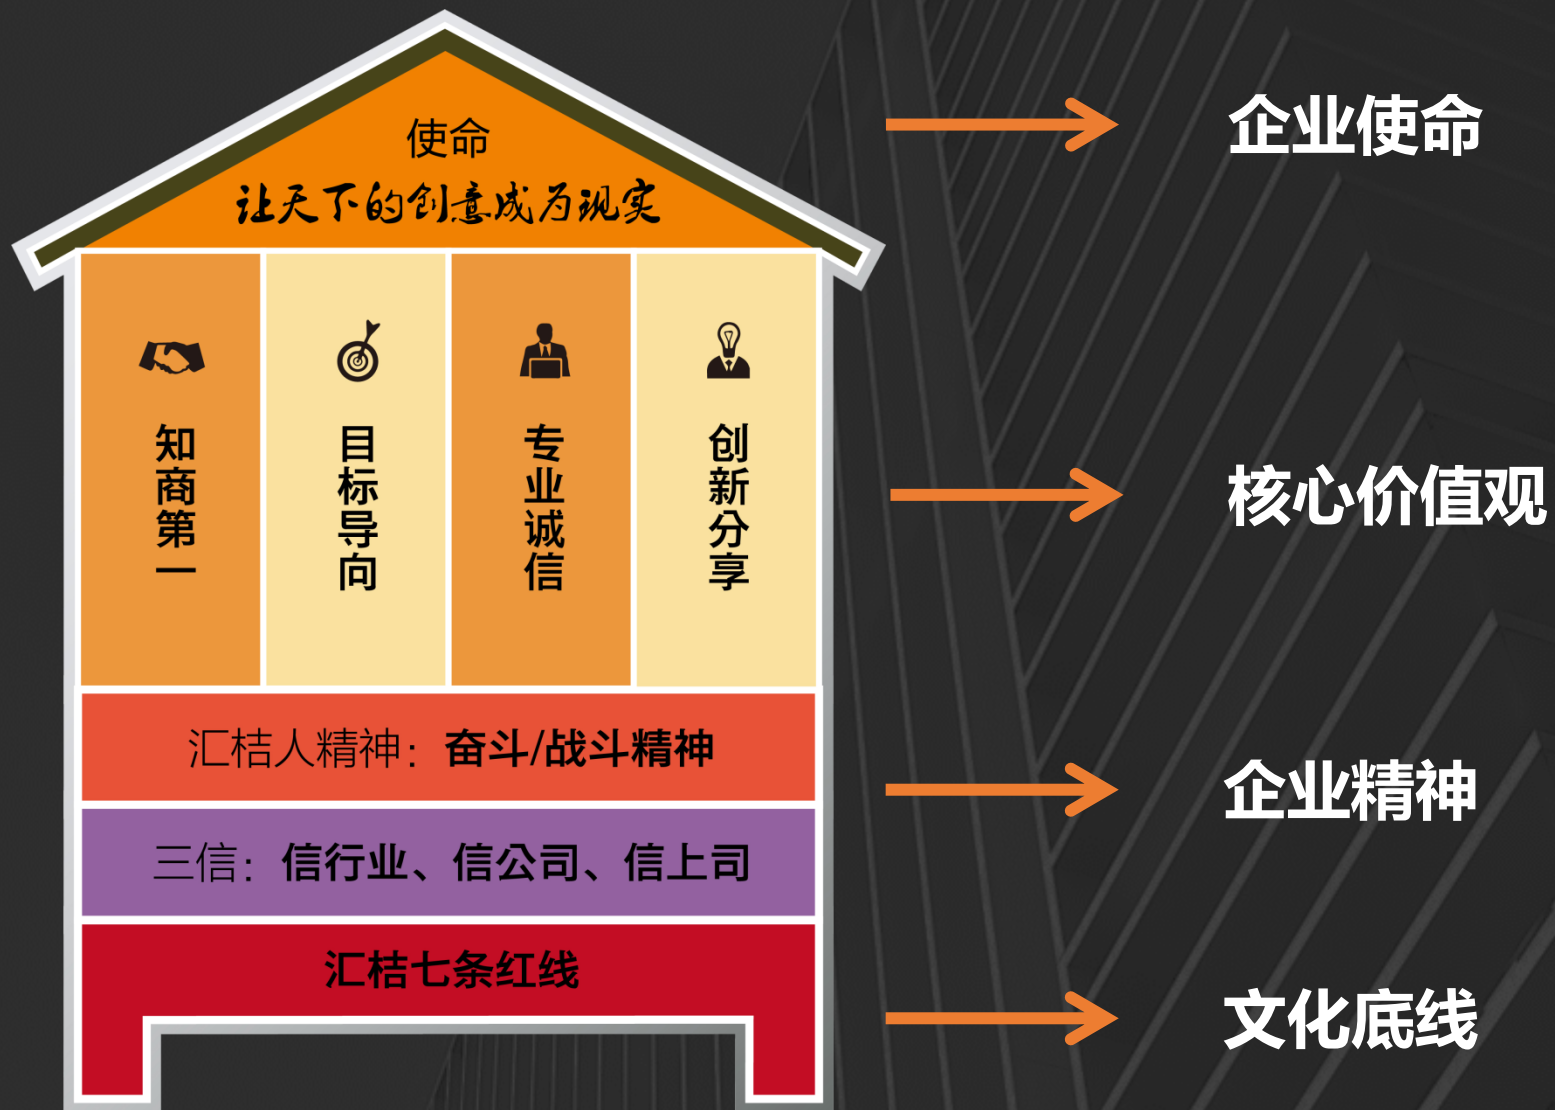 使命
让天下的创意成为现实
企业使命
知商第一
目标导向
专业诚信
创新分享
核心价值观
汇桔人精神：奋斗/战斗精神
企业精神
三信：信行业、信公司、信上司
汇桔七条红线
文化底线